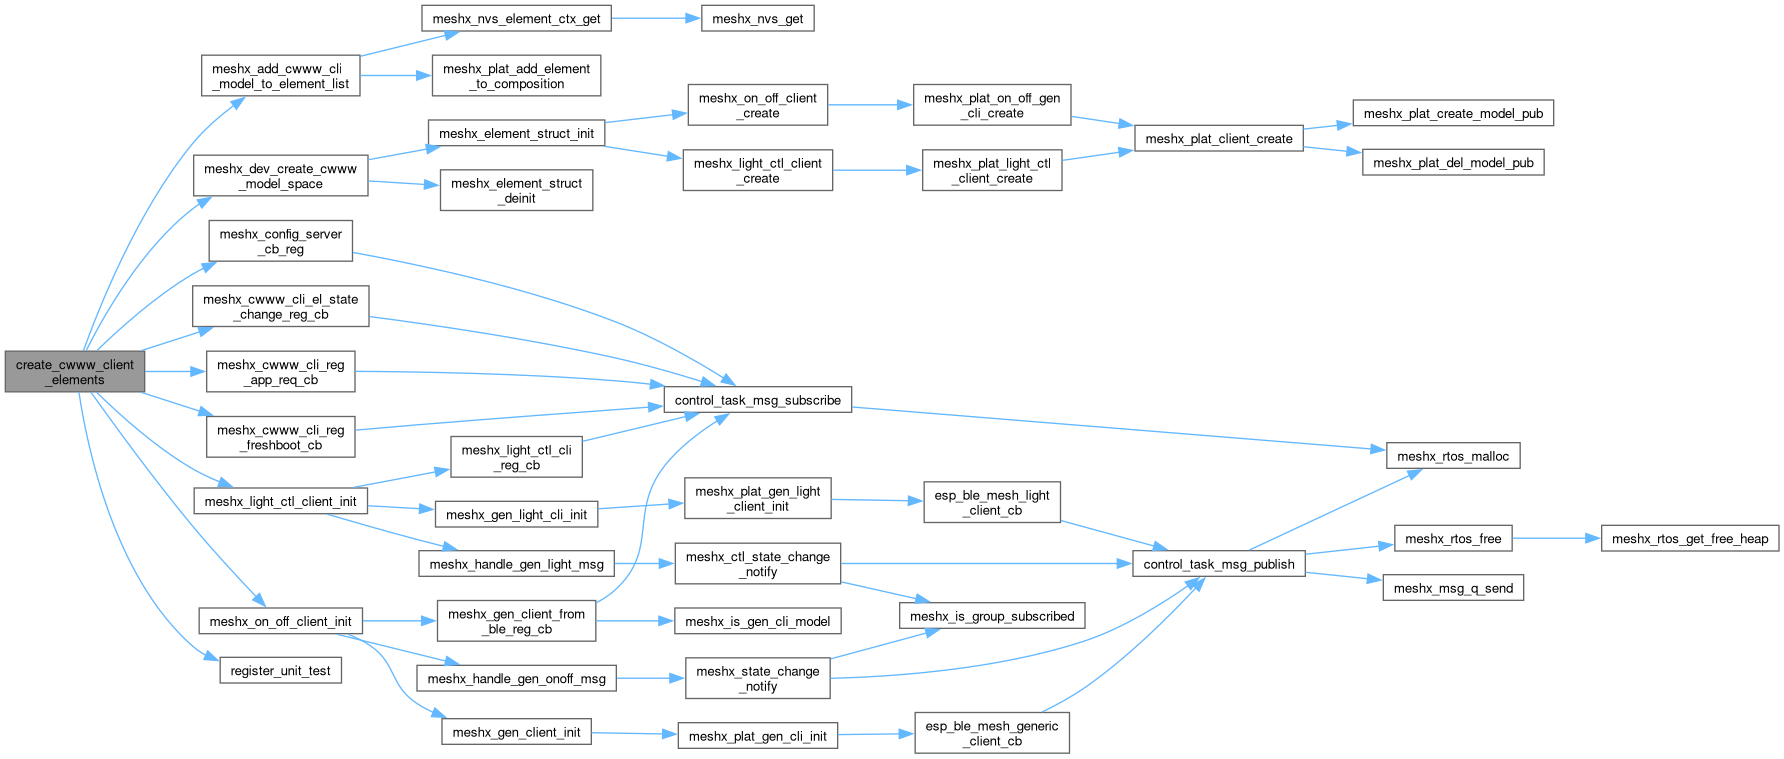 create_cwww_client
_elements
meshx_add_cwww_cli
_model_to_element_list
meshx_nvs_element_ctx_get
meshx_nvs_get
meshx_plat_add_element
_to_composition
meshx_dev_create_cwww
_model_space
meshx_element_struct_init
meshx_on_off_client
_create
meshx_plat_on_off_gen
_cli_create
meshx_plat_client_create
meshx_plat_create_model_pub
meshx_plat_del_model_pub
meshx_light_ctl_client
_create
meshx_plat_light_ctl
_client_create
meshx_element_struct
_deinit
meshx_config_server
_cb_reg
meshx_cwww_cli_el_state
_change_reg_cb
meshx_cwww_cli_reg
_app_req_cb
meshx_cwww_cli_reg
_freshboot_cb
control_task_msg_subscribe
meshx_rtos_malloc
meshx_light_ctl_client_init
meshx_light_ctl_cli
_reg_cb
meshx_gen_light_cli_init
meshx_plat_gen_light
_client_init
esp_ble_mesh_light
_client_cb
meshx_handle_gen_light_msg
meshx_ctl_state_change
_notify
control_task_msg_publish
meshx_rtos_free
meshx_rtos_get_free_heap
meshx_msg_q_send
meshx_is_group_subscribed
meshx_on_off_client_init
meshx_gen_client_from
_ble_reg_cb
meshx_is_gen_cli_model
meshx_handle_gen_onoff_msg
meshx_state_change
_notify
meshx_gen_client_init
meshx_plat_gen_cli_init
esp_ble_mesh_generic
_client_cb
register_unit_test